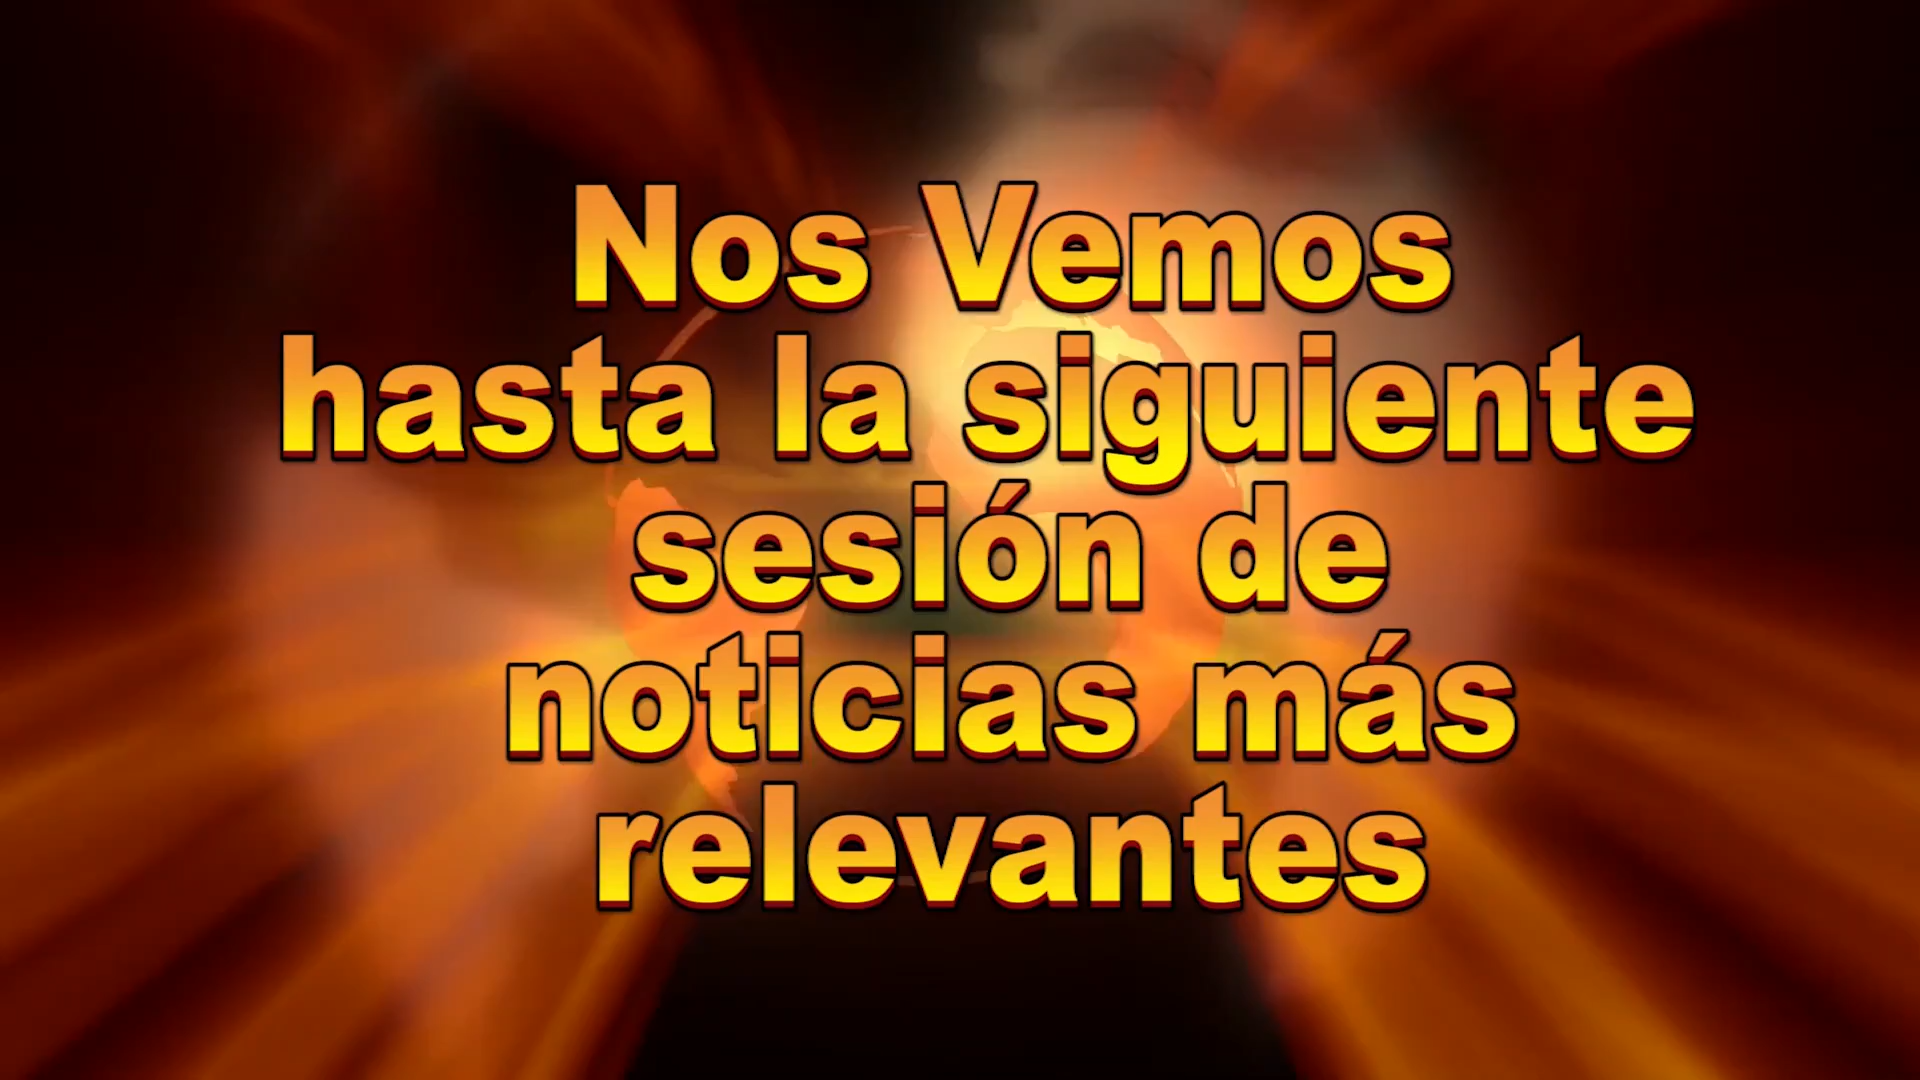 Nos Vemos
hasta la siguiente
sesión de
noticias más
relevantes